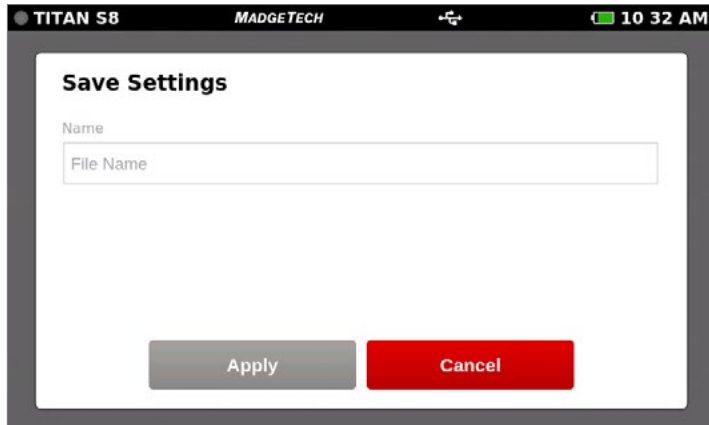 TITAN S8 MADGETECH 10 32 AM
Save Settings
Name
File Name
Apply Cancel